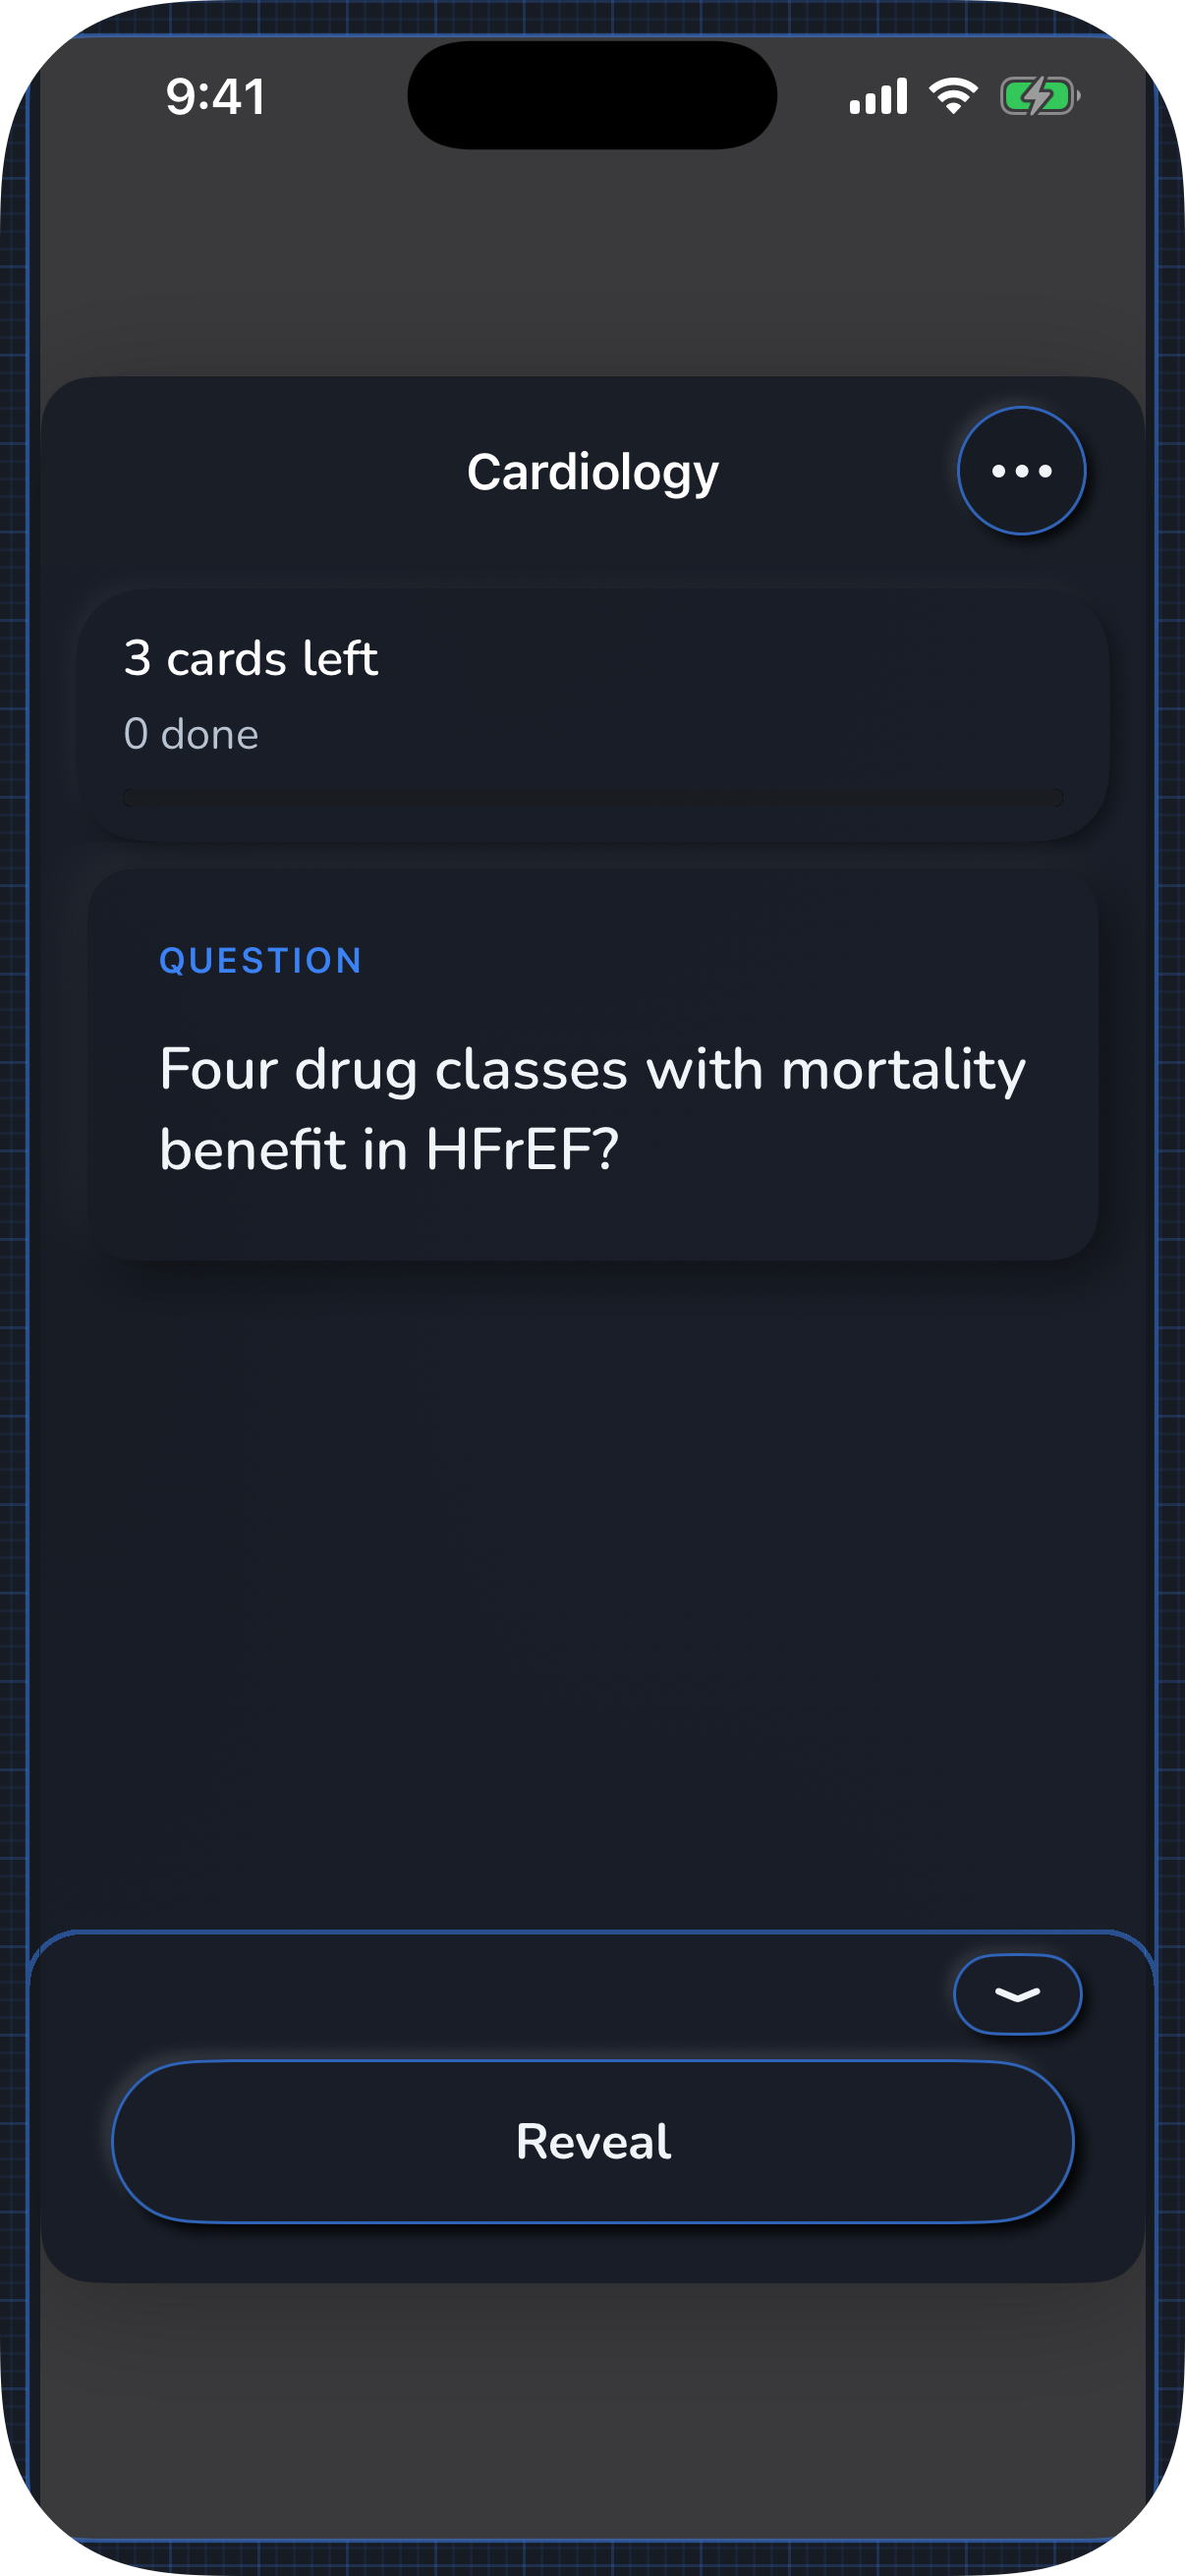 9:41
Cardiology
3 cards left
0 done
QUESTION
Four drug classes with mortality
benefit in HFrEF?
Reveal